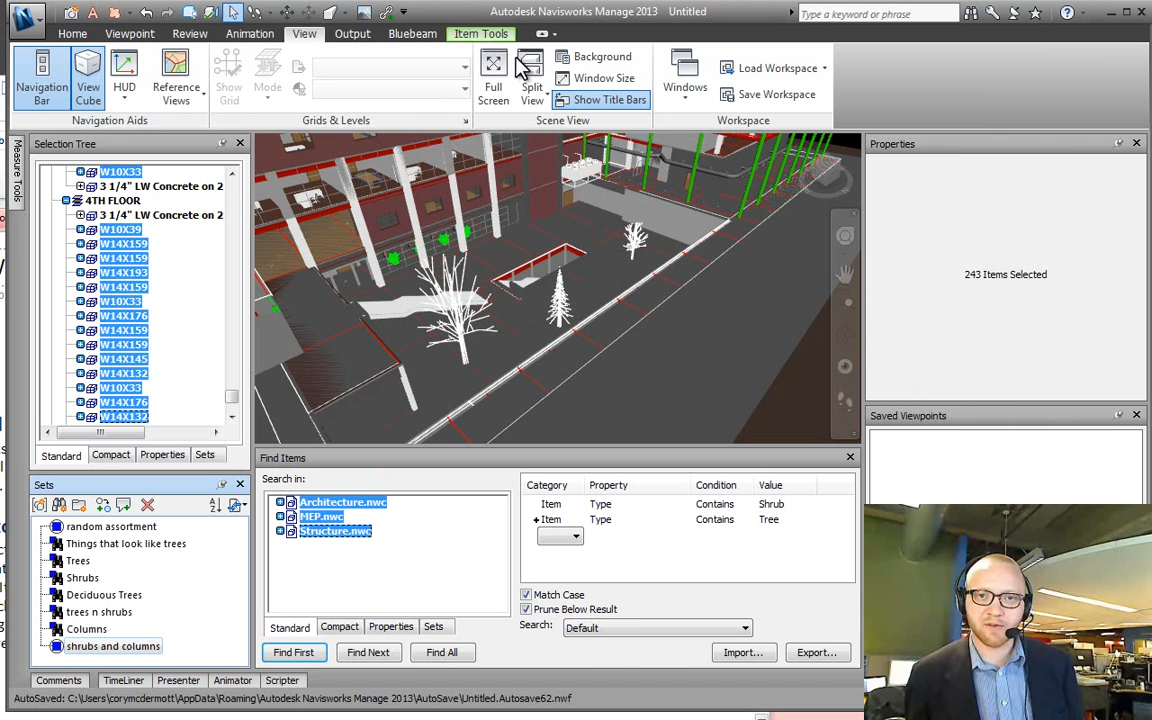 Autodesk Navisworks Manage 2013 Untitled
Type a keyword or phrase
Home Viewpoint Review Animation View Output Bluebeam Item Tools
Navigation Bar
View Cube
HUD
Reference Views
Navigation Aids
Show Grid
Mode
Grids & Levels
Full Screen
Split View
Background
Window Size
Show Title Bars
Scene View
Windows
Load Workspace
Save Workspace
Workspace
Measure Tools
Selection Tree
W10X33
3 1/4" LW Concrete on 2
4TH FLOOR
3 1/4" LW Concrete on 2
W10X39
W14X159
W14X159
W14X193
W14X159
W10X33
W14X176
W14X159
W14X159
W14X145
W14X132
W10X33
W14X176
W14X132
Standard Compact Properties Sets
Properties
243 Items Selected
Saved Viewpoints
Sets
random assortment
Things that look like trees
Trees
Shrubs
Deciduous Trees
trees n shrubs
Columns
shrubs and columns
Find Items
Search in:
Architecture.nwc
MEP.nwc
Structure.nwc
Standard Compact Properties Sets
Category Property Condition Value
Item Type Contains Shrub
+ Item Type Contains Tree
Match Case
Prune Below Result
Search: Default
Find First Find Next Find All Import... Export...
Comments TimeLiner Presenter Animator Scripter
AutoSaved: C:\Users\corymcdermott\AppData\Roaming\Autodesk Navisworks Manage 2013\AutoSave\Untitled.Autosave62.nwf